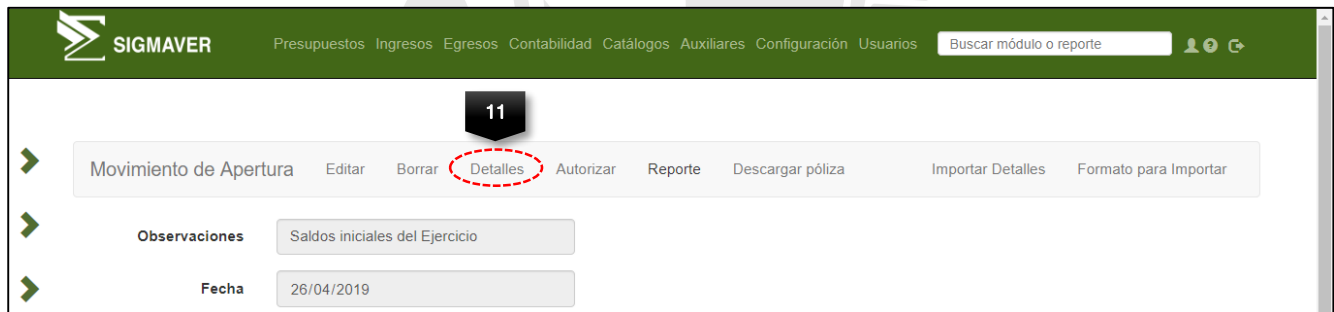 SIGMAVER Presupuestos Ingresos Egresos Contabilidad Catálogos Auxiliares Configuración Usuarios Buscar módulo o reporte
11
Movimiento de Apertura Editar Borrar Detalles Autorizar Reporte Descargar póliza Importar Detalles Formato para Importar
Observaciones Saldos iniciales del Ejercicio
Fecha 26/04/2019